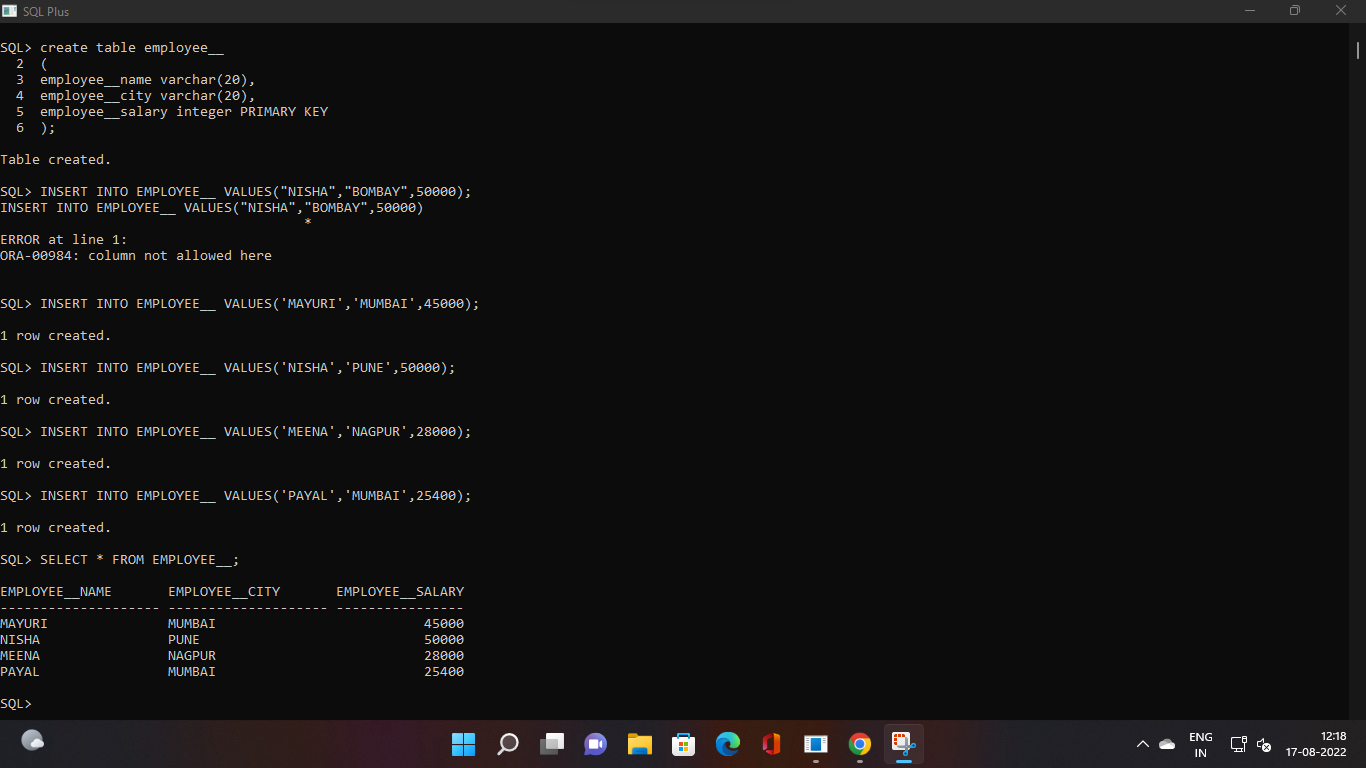 SQL Plus
SQL> create table employee__
  2  (
  3  employee__name varchar(20),
  4  employee__city varchar(20),
  5  employee__salary integer PRIMARY KEY
  6  );
Table created.
SQL> INSERT INTO EMPLOYEE__ VALUES("NISHA","BOMBAY",50000);
INSERT INTO EMPLOYEE__ VALUES("NISHA","BOMBAY",50000)
                                      *
ERROR at line 1:
ORA-00984: column not allowed here
SQL> INSERT INTO EMPLOYEE__ VALUES('MAYURI','MUMBAI',45000);
1 row created.
SQL> INSERT INTO EMPLOYEE__ VALUES('NISHA','PUNE',50000);
1 row created.
SQL> INSERT INTO EMPLOYEE__ VALUES('MEENA','NAGPUR',28000);
1 row created.
SQL> INSERT INTO EMPLOYEE__ VALUES('PAYAL','MUMBAI',25400);
1 row created.
SQL> SELECT * FROM EMPLOYEE__;
EMPLOYEE__NAME       EMPLOYEE__CITY       EMPLOYEE__SALARY
-------------------- -------------------- ----------------
MAYURI               MUMBAI                          45000
NISHA                PUNE                            50000
MEENA                NAGPUR                          28000
PAYAL                MUMBAI                          25400
SQL>
ENG
IN
12:18
17-08-2022